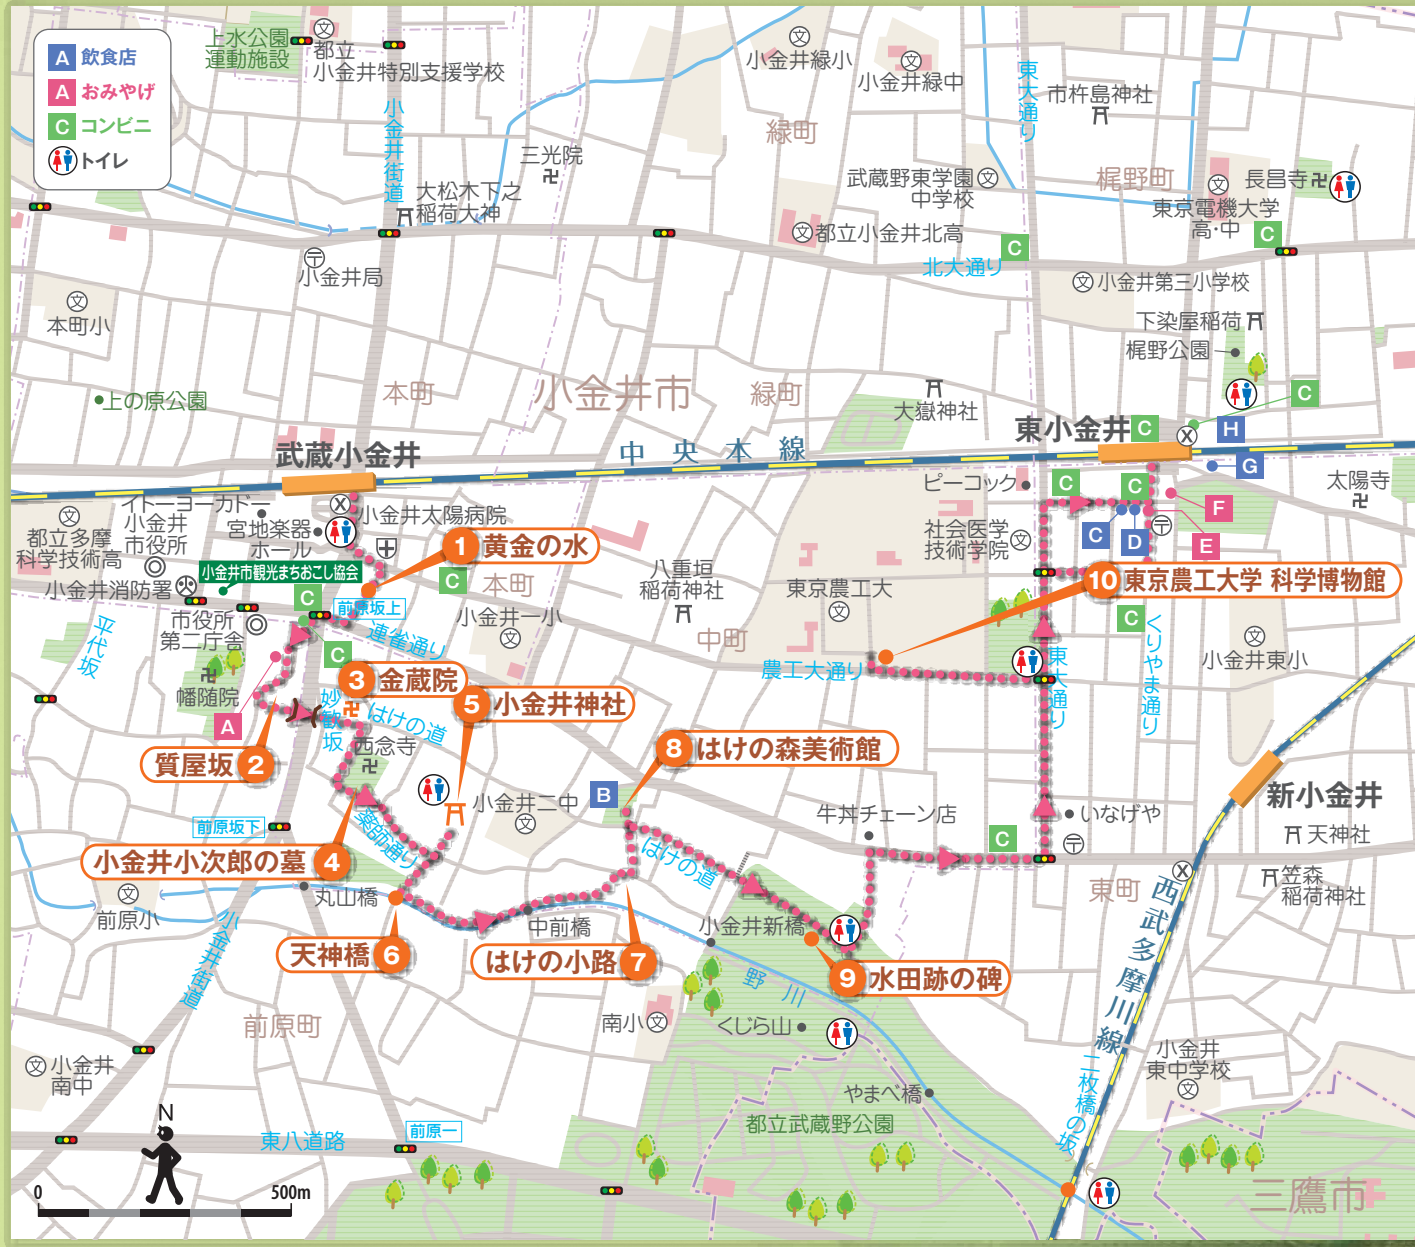 A 飲食店
A おみやげ
C コンビニ
トイレ
上水公園
運動施設
文
都立
小金井特別支援学校
小金井街道
文
小金井緑小
文
小金井緑中
東大通り
市杵島神社
緑町
三光院
大松木下之
稲荷大神
武蔵野東学園
中学校
文
梶野町
文
東京電機大学
高・中
長昌寺
C
文
都立小金井北高
C
北大通り
〒
小金井局
文
小金井第三小学校
文
本町小
下染屋稲荷
梶野公園
上の原公園
本町
小金井市
緑町
大嶽神社
C
東小金井
C
X
H
武蔵小金井
中央本線
G
太陽寺
ピーコック
C
C
F
イトーヨーカドー
X
小金井太陽病院
宮地楽器
ホール
文
都立多摩
科学技術高
小金井
市役所
社会医学
技術学院
文
C
D
〒
E
1 黄金の水
小金井消防署
小金井市観光まちおこし協会
C
本町
C
前原坂上
八重垣
稲荷神社
東京農工大
文
10 東京農工大学 科学博物館
小金井一小
文
市役所
第二庁舎
連雀通り
C
中町
C
くりやま通り
文
小金井東小
平代坂
幡随院
3 金蔵院
5 小金井神社
農工大通り
東大通り
A
妙歓坂
はけの道
西念寺
2 質屋坂
8 はけの森美術館
B
小金井二中
文
新小金井
牛丼チェーン店
いなげや
前原坂下
薬師通り
C
〒
天神社
4 小金井小次郎の墓
はけの道
X
笠森
稲荷神社
丸山橋
文
前原小
東町
小金井街道
中前橋
小金井新橋
西武多摩川線
6 天神橋
はけの小路 7
9 水田跡の碑
野川
前原町
南小
文
くじら山
文
小金井
南中
小金井
東中学校
文
やまべ橋
二枚橋の坂
都立武蔵野公園
N
東八道路
前原一
三鷹市
0 500m